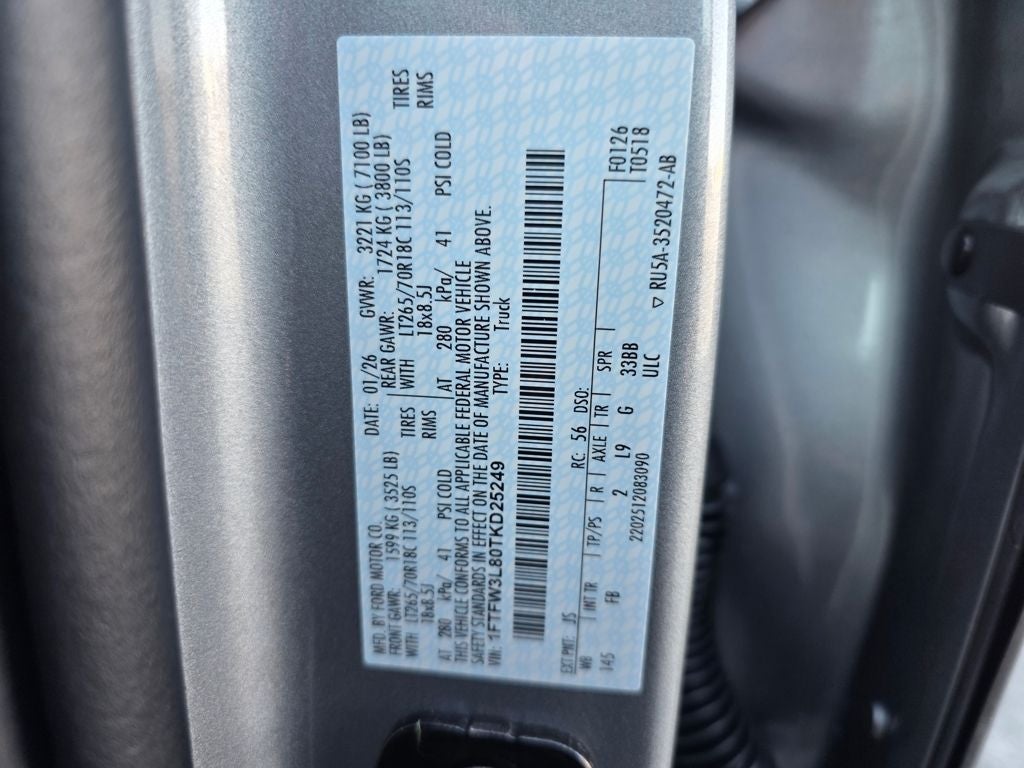 MFD. BY FORD MOTOR CO. DATE: 01/26 GVWR: 3221 KG ( 7100 LB)
FRONT GAWR: 1599 KG ( 3525 LB) REAR GAWR: 1724 KG ( 3800 LB)
WITH LT265/70R18C 113/110S TIRES WITH LT265/70R18C 113/110S TIRES
18x8.5J RIMS 18x8.5J RIMS
AT 280 kPa/ 41 PSI COLD AT 280 kPa/ 41 PSI COLD
THIS VEHICLE CONFORMS TO ALL APPLICABLE FEDERAL MOTOR VEHICLE
SAFETY STANDARDS IN EFFECT ON THE DATE OF MANUFACTURE SHOWN ABOVE.
VIN: 1FTFW3L80TKD25249 TYPE: Truck
EXT PNT: JS RC: 56 DSO: F0126
WB INT TR TP/PS R AXLE TR SPR T0518
145 FB 2 L9 G 33BB
2202512083090 ULC ▽ RU5A-3520472-AB